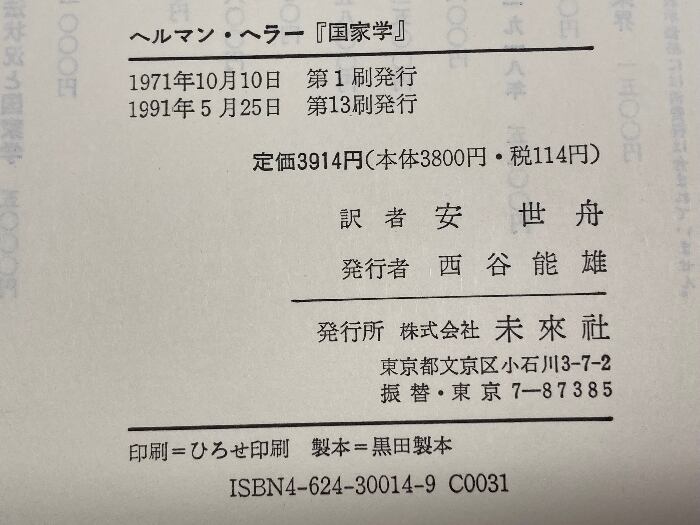 ヘルマン・ヘラー『国家学』
1971年10月10日　第1刷発行
1991年5月25日　第13刷発行
定価3914円(本体3800円・税114円)
訳者　安　世　舟
発行者　西谷能雄
発行所　株式会社　未來社
東京都文京区小石川3-7-2
振替・東京7—87385
印刷＝ひろせ印刷　製本＝黒田製本
ISBN4-624-30014-9 C0031